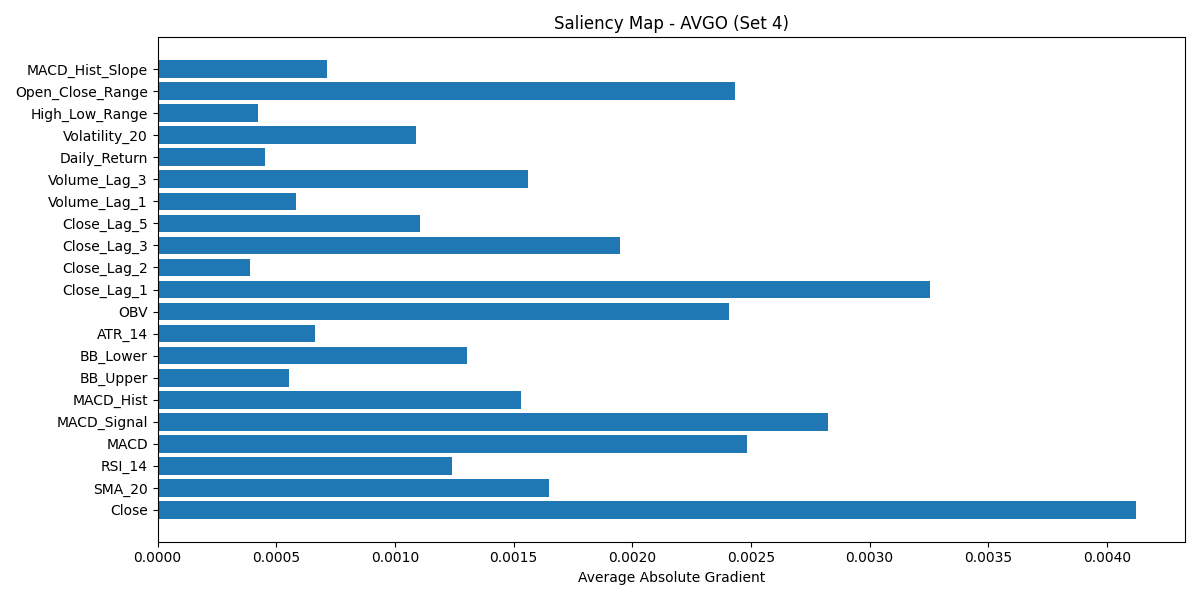 Saliency Map - AVGO (Set 4)
MACD_Hist_Slope
Open_Close_Range
High_Low_Range
Volatility_20
Daily_Return
Volume_Lag_3
Volume_Lag_1
Close_Lag_5
Close_Lag_3
Close_Lag_2
Close_Lag_1
OBV
ATR_14
BB_Lower
BB_Upper
MACD_Hist
MACD_Signal
MACD
RSI_14
SMA_20
Close
0.0000 0.0005 0.0010 0.0015 0.0020 0.0025 0.0030 0.0035 0.0040
Average Absolute Gradient